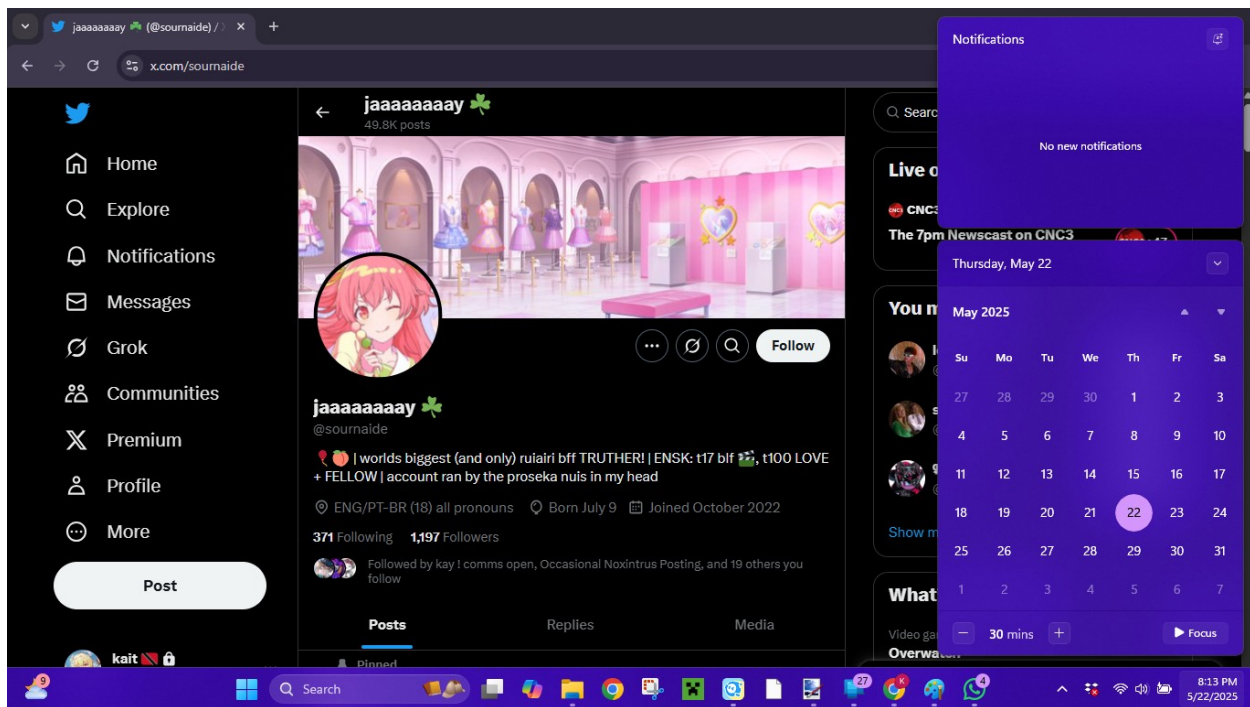 jaaaaaaay ☘️ (@sournaide) /
x.com/sournaide
jaaaaaaaay ☘️
49.8K posts
Home
Explore
Notifications
Messages
Grok
Communities
Premium
Profile
More
Post
kait
Follow
jaaaaaaaay ☘️
@sournaide
🌹🍑 | worlds biggest (and only) ruiairi bff TRUTHER! | ENSK: t17 blf 🎬, t100 LOVE
+ FELLOW | account ran by the proseka nuis in my head
ENG/PT-BR (18) all pronouns Born July 9 Joined October 2022
371 Following 1,197 Followers
Followed by kay ! comms open, Occasional Noxintrus Posting, and 19 others you
follow
Posts Replies Media
Pinned
Searc
Live o
CNC3
The 7pm Newscast on CNC3
You m
Show m
What
Video ga
Overwatch
Notifications
No new notifications
Thursday, May 22
May 2025
Su Mo Tu We Th Fr Sa
27 28 29 30 1 2 3
4 5 6 7 8 9 10
11 12 13 14 15 16 17
18 19 20 21 22 23 24
25 26 27 28 29 30 31
1 2 3 4 5 6 7
30 mins
Focus
9
Search
27
K
4
8:13 PM
5/22/2025